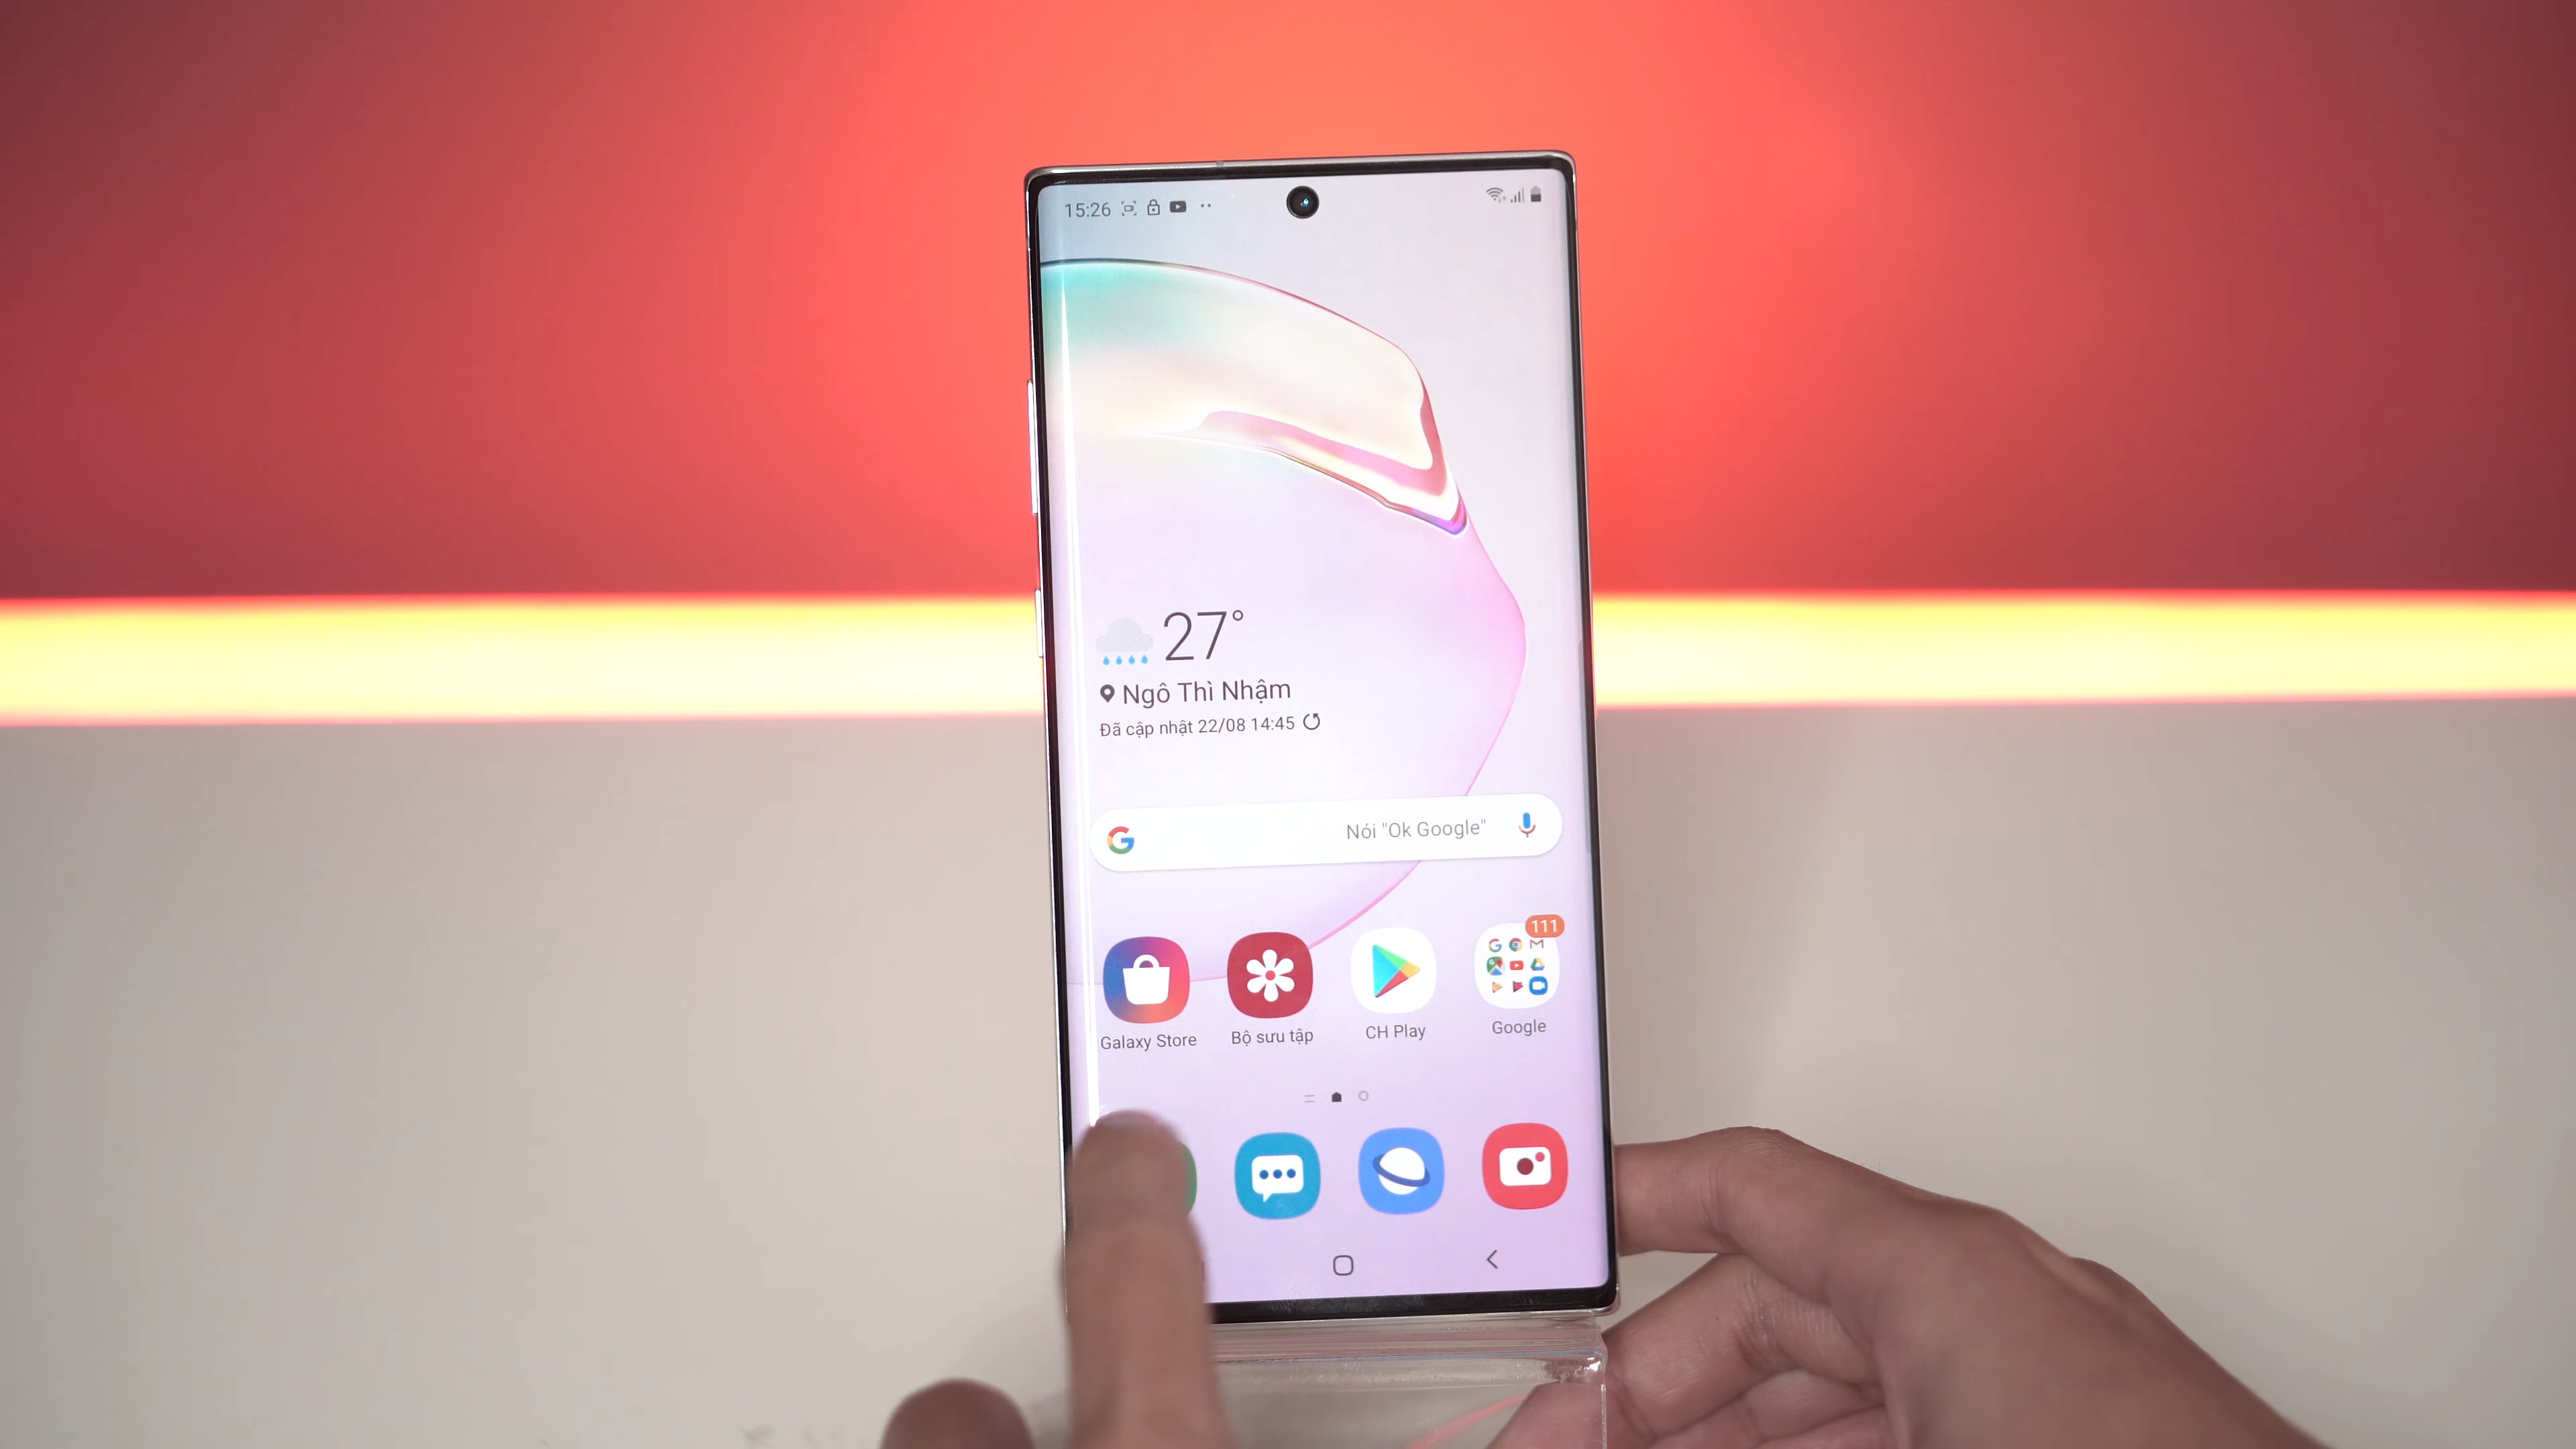 15:26
27°
Ngô Thì Nhậm
Đã cập nhật 22/08 14:45
Nói "Ok Google"
111
Galaxy Store
Bộ sưu tập
CH Play
Google